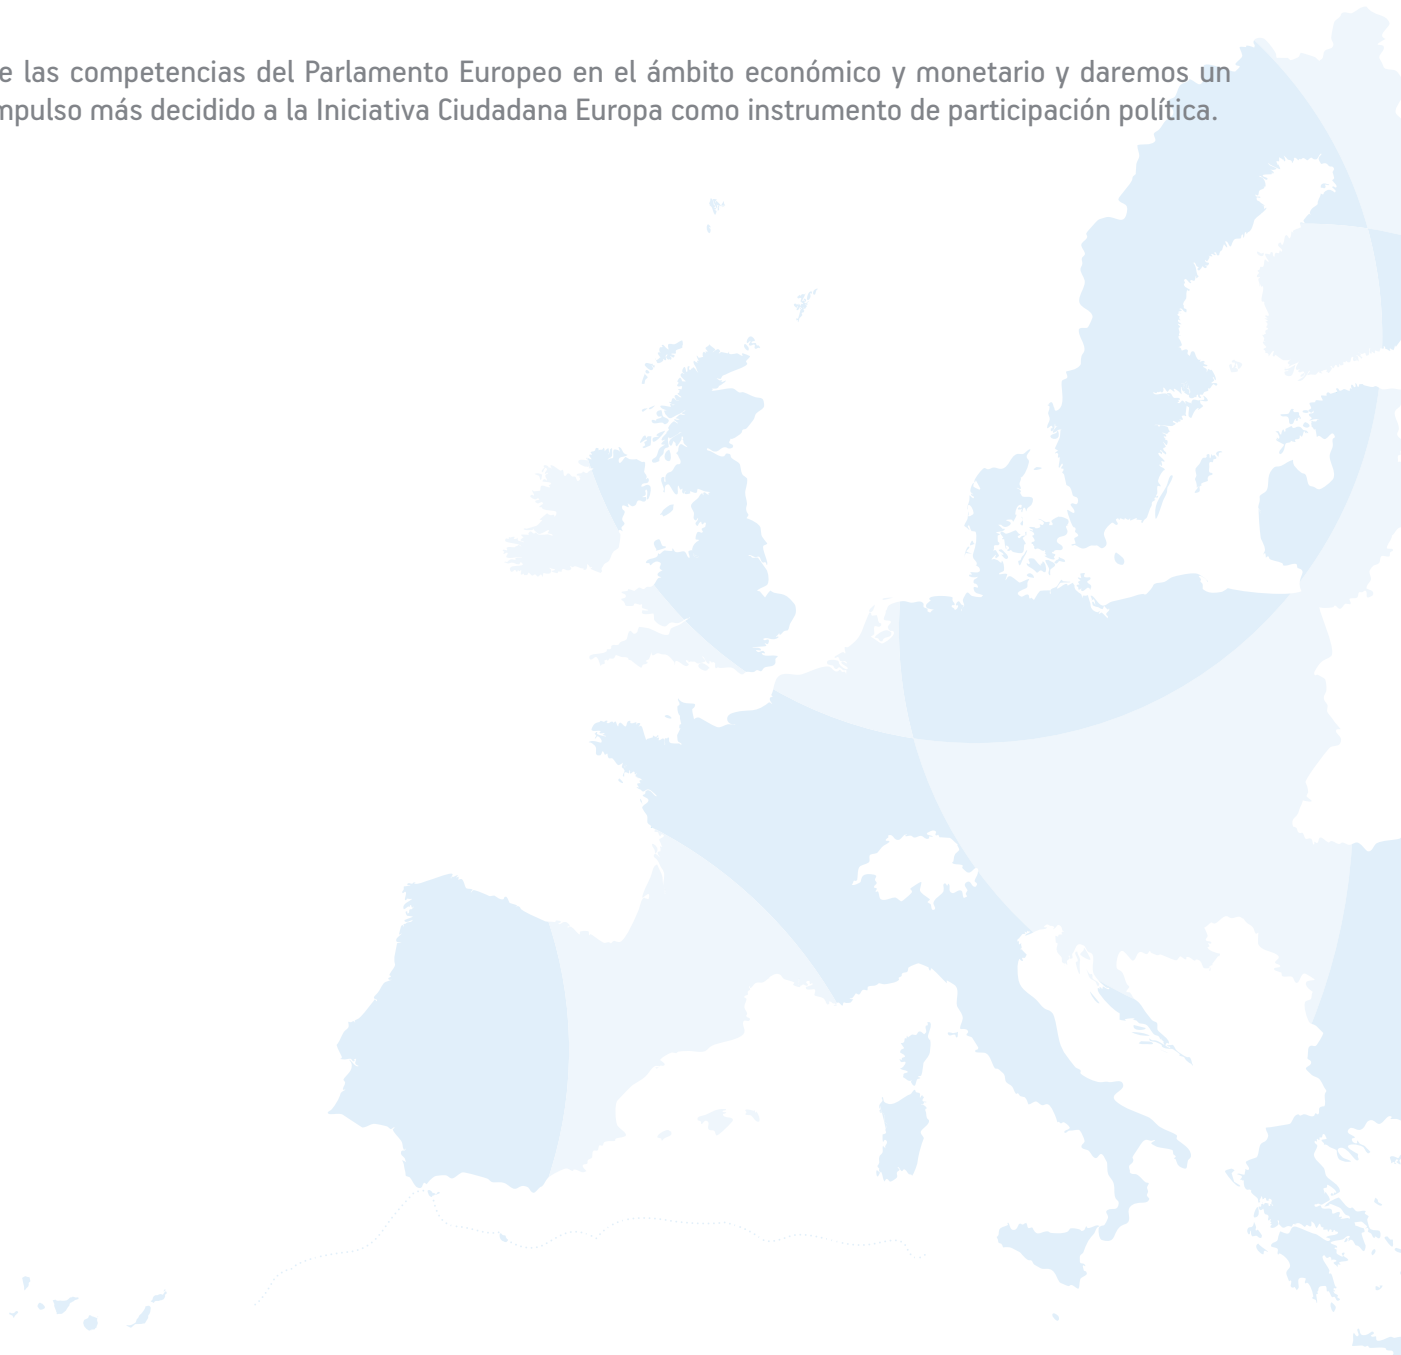 e las competencias del Parlamento Europeo en el ámbito económico y monetario y daremos un
mpulso más decidido a la Iniciativa Ciudadana Europa como instrumento de participación política.